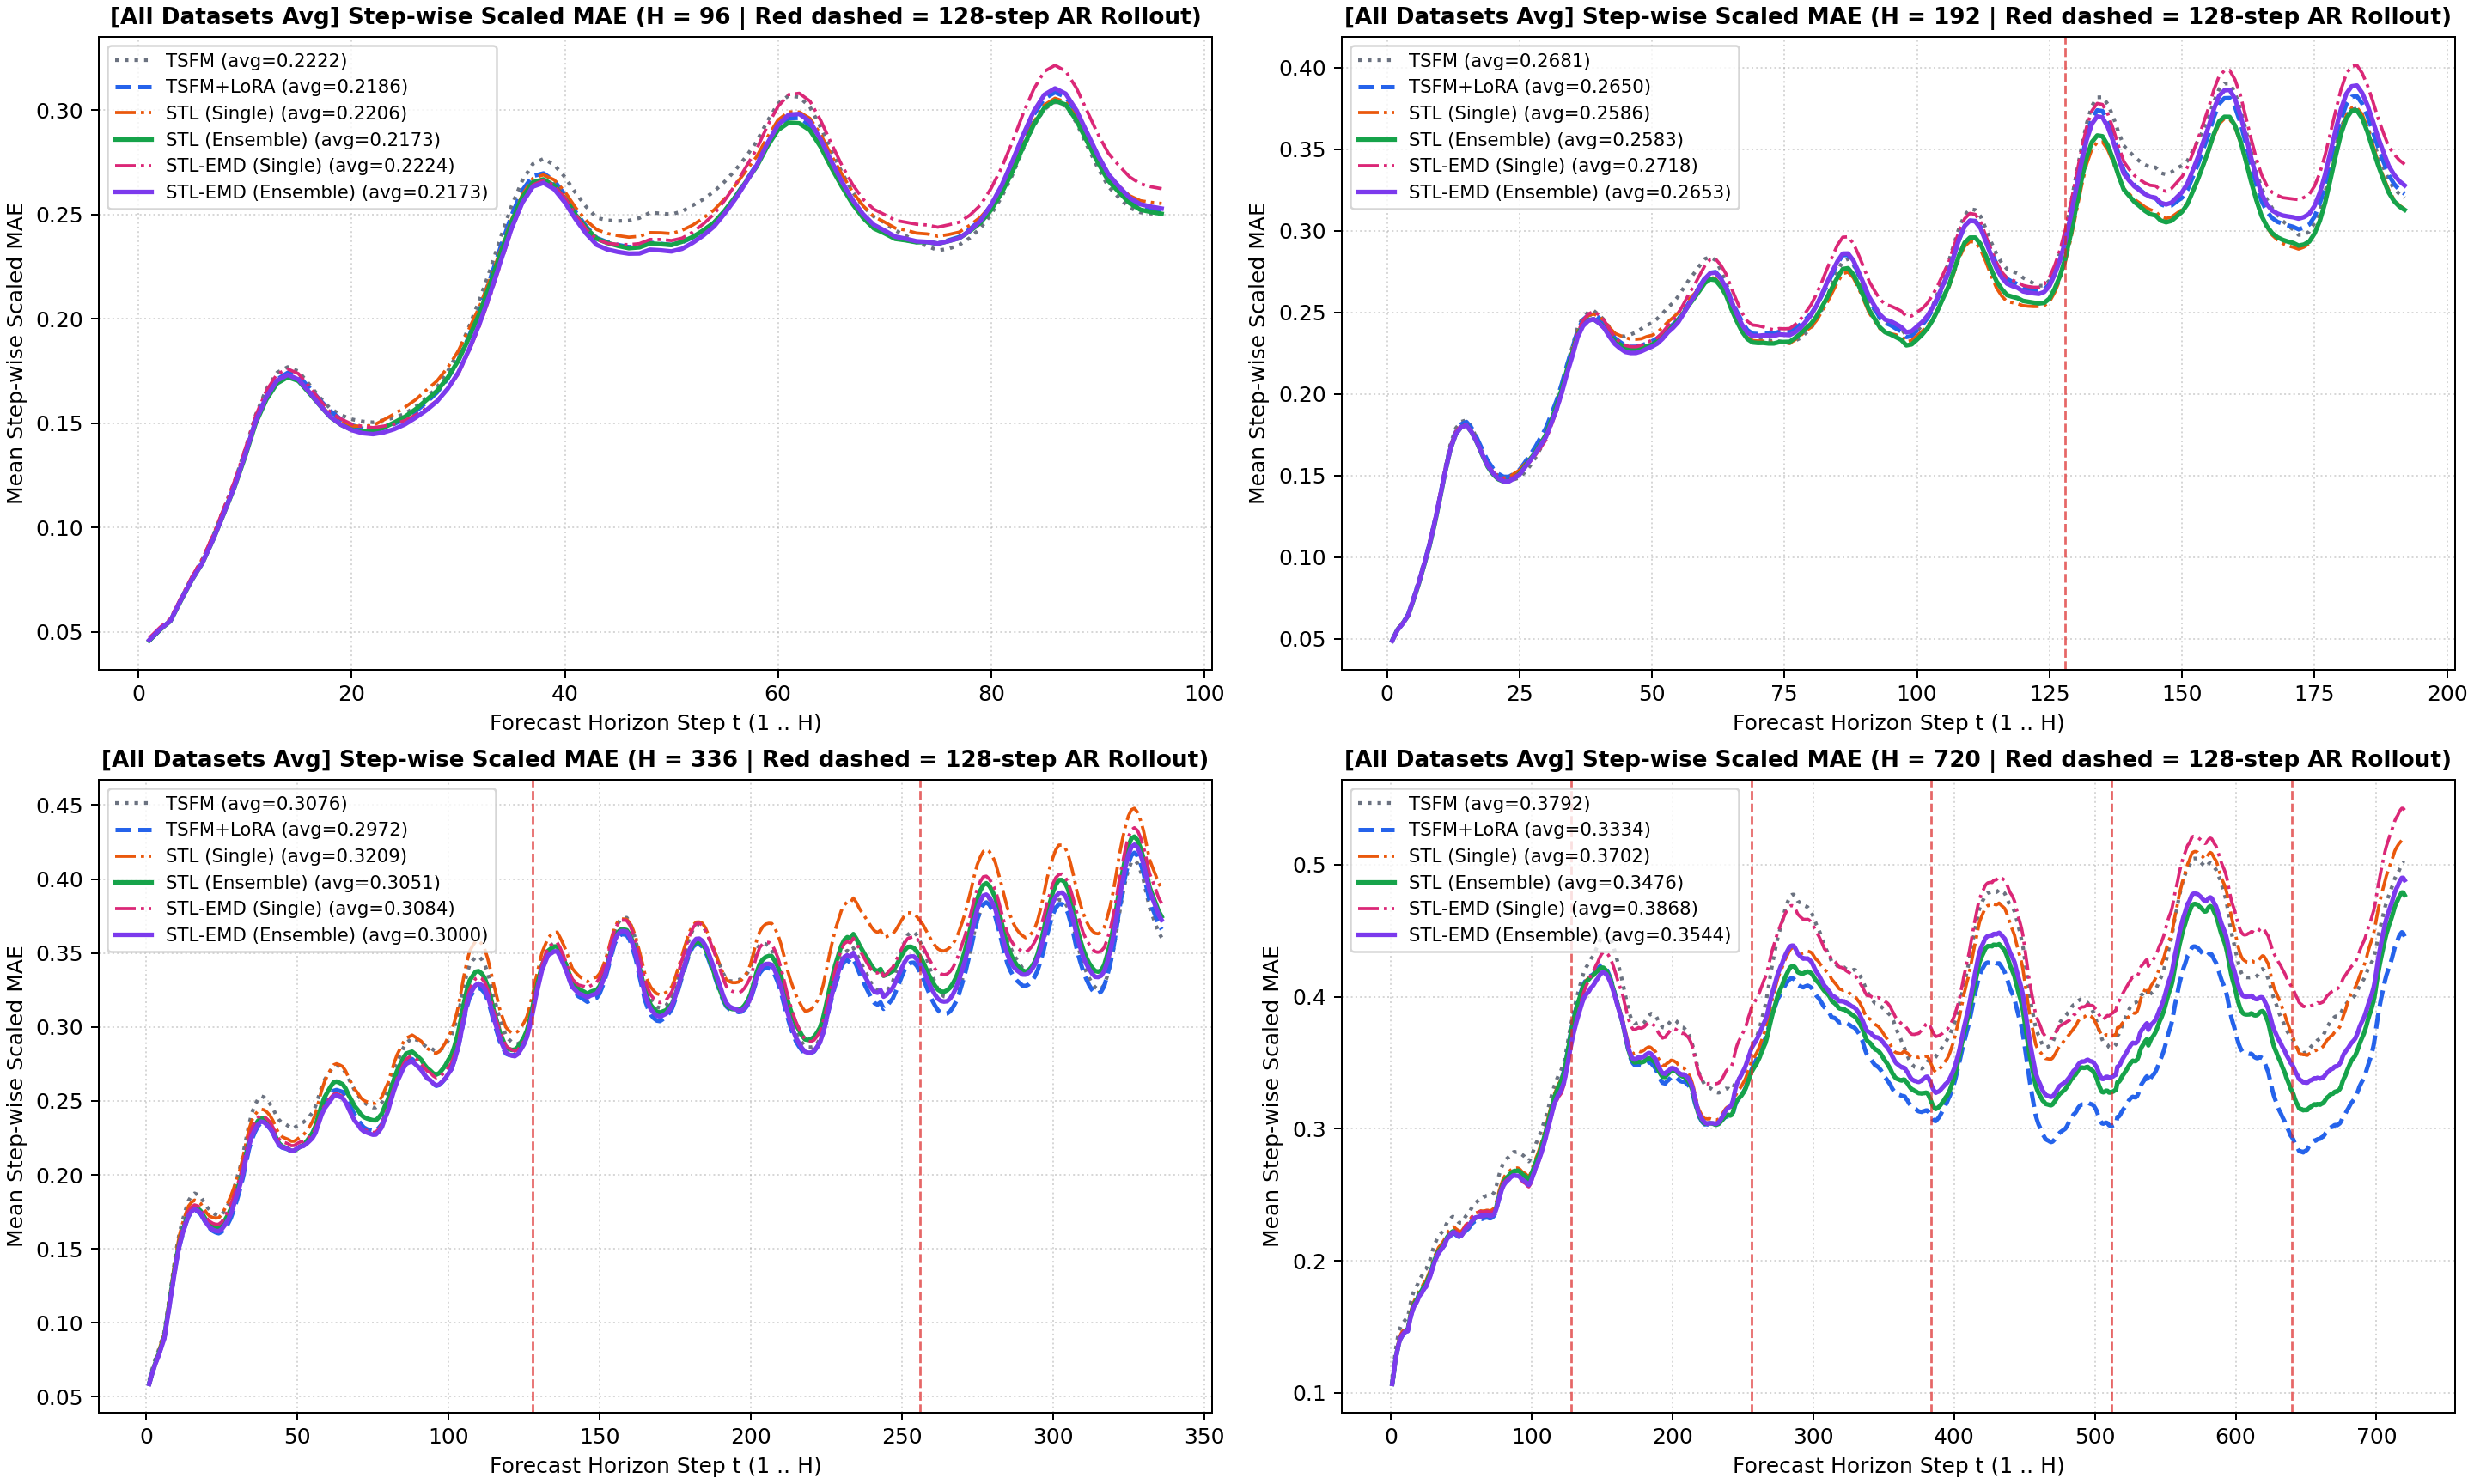 [All Datasets Avg] Step-wise Scaled MAE (H = 96 | Red dashed = 128-step AR Rollout)
TSFM (avg=0.2222)
TSFM+LoRA (avg=0.2186)
STL (Single) (avg=0.2206)
STL (Ensemble) (avg=0.2173)
STL-EMD (Single) (avg=0.2224)
STL-EMD (Ensemble) (avg=0.2173)
Mean Step-wise Scaled MAE
0.30
0.25
0.20
0.15
0.10
0.05
0 20 40 60 80 100
Forecast Horizon Step t (1 .. H)
[All Datasets Avg] Step-wise Scaled MAE (H = 192 | Red dashed = 128-step AR Rollout)
TSFM (avg=0.2681)
TSFM+LoRA (avg=0.2650)
STL (Single) (avg=0.2586)
STL (Ensemble) (avg=0.2583)
STL-EMD (Single) (avg=0.2718)
STL-EMD (Ensemble) (avg=0.2653)
Mean Step-wise Scaled MAE
0.40
0.35
0.30
0.25
0.20
0.15
0.10
0.05
0 25 50 75 100 125 150 175 200
Forecast Horizon Step t (1 .. H)
[All Datasets Avg] Step-wise Scaled MAE (H = 336 | Red dashed = 128-step AR Rollout)
TSFM (avg=0.3076)
TSFM+LoRA (avg=0.2972)
STL (Single) (avg=0.3209)
STL (Ensemble) (avg=0.3051)
STL-EMD (Single) (avg=0.3084)
STL-EMD (Ensemble) (avg=0.3000)
Mean Step-wise Scaled MAE
0.45
0.40
0.35
0.30
0.25
0.20
0.15
0.10
0.05
0 50 100 150 200 250 300 350
Forecast Horizon Step t (1 .. H)
[All Datasets Avg] Step-wise Scaled MAE (H = 720 | Red dashed = 128-step AR Rollout)
TSFM (avg=0.3792)
TSFM+LoRA (avg=0.3334)
STL (Single) (avg=0.3702)
STL (Ensemble) (avg=0.3476)
STL-EMD (Single) (avg=0.3868)
STL-EMD (Ensemble) (avg=0.3544)
Mean Step-wise Scaled MAE
0.5
0.4
0.3
0.2
0.1
0 100 200 300 400 500 600 700
Forecast Horizon Step t (1 .. H)